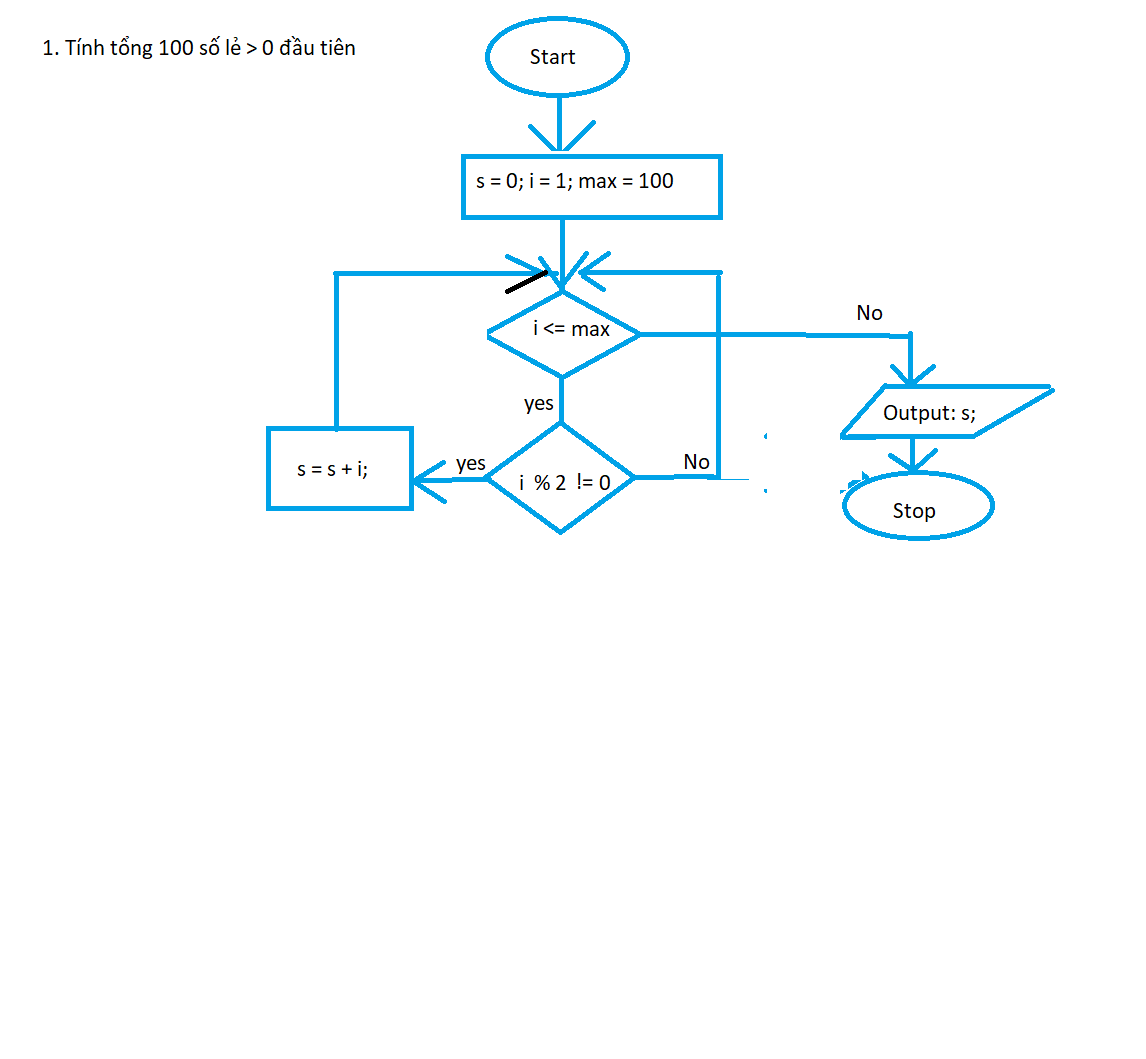 1. Tính tổng 100 số lẻ > 0 đầu tiên
Start
s = 0; i = 1; max = 100
i <= max
No
yes
Output: s;
yes
i % 2 != 0
No
s = s + i;
Stop